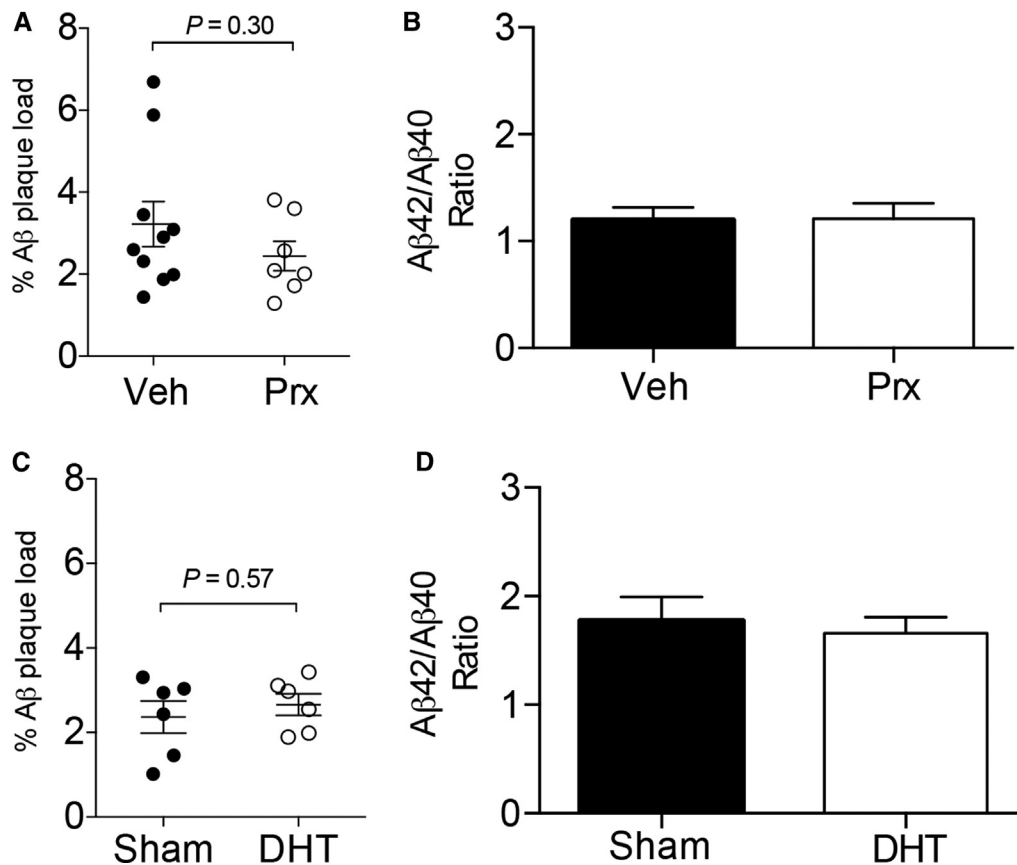 A
% Aβ plaque load
8
6
4
2
0
P = 0.30
Veh
Prx
B
Aβ42/Aβ40
Ratio
3
2
1
0
Veh
Prx
C
% Aβ plaque load
8
6
4
2
0
P = 0.57
Sham
DHT
D
Aβ42/Aβ40
Ratio
3
2
1
0
Sham
DHT